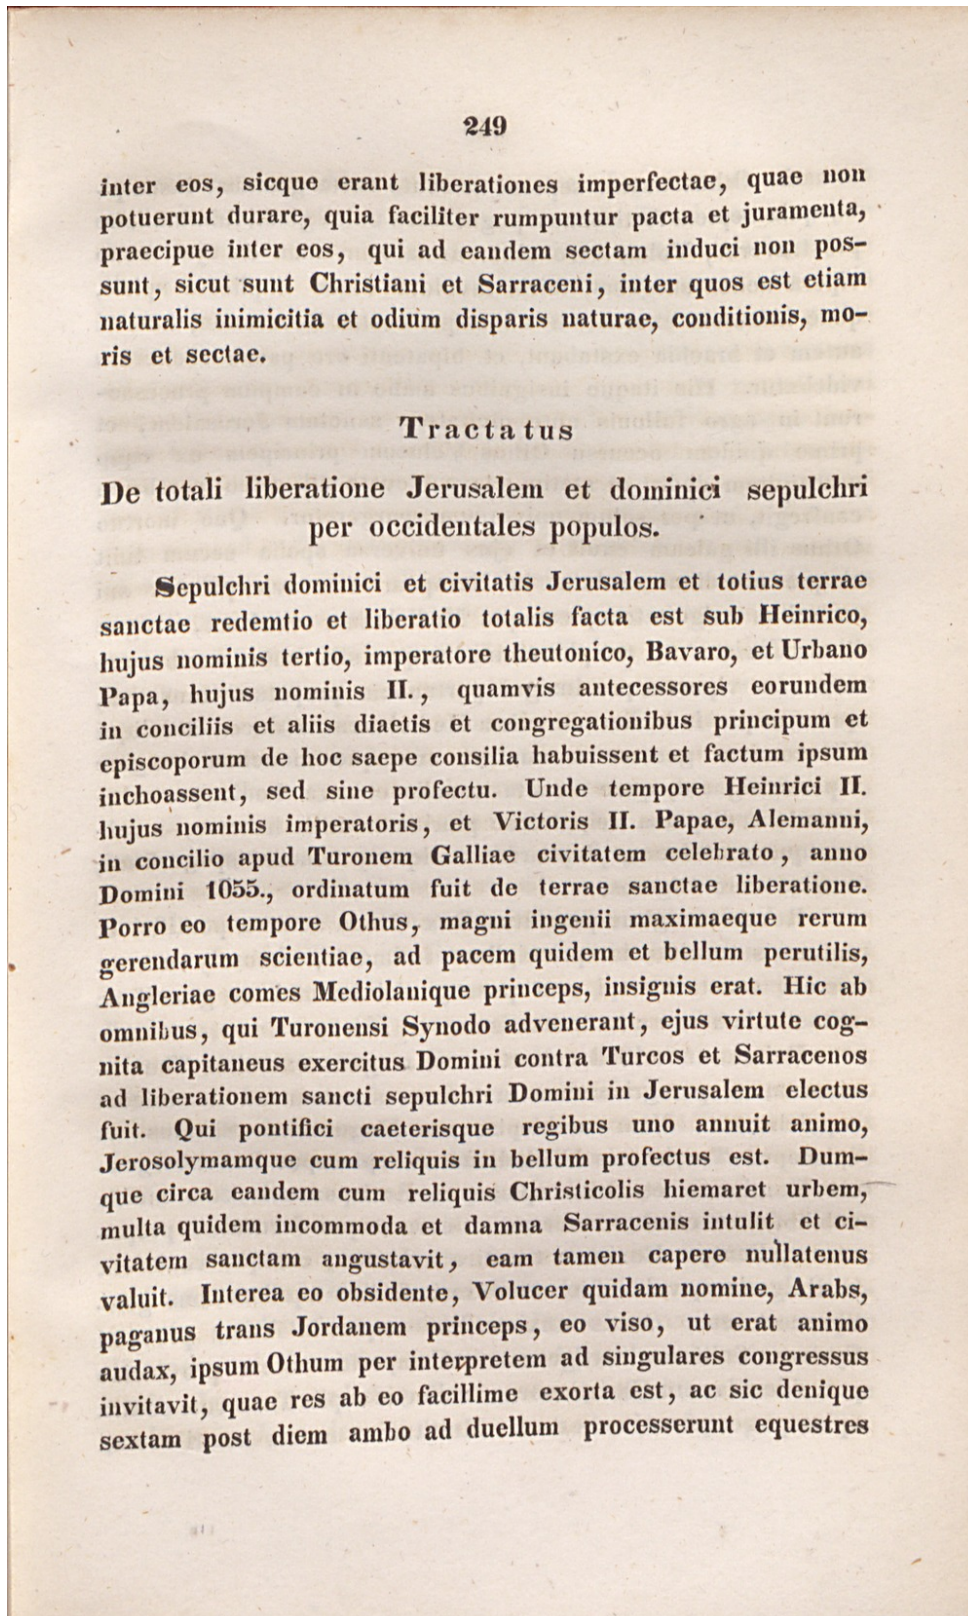 249
inter eos, sicque erant liberationes imperfectae, quae non
potuerunt durare, quia faciliter rumpuntur pacta et juramenta,
praecipue inter eos, qui ad eandem sectam induci non pos-
sunt, sicut sunt Christiani et Sarraceni, inter quos est etiam
naturalis inimicitia et odium disparis naturae, conditionis, mo-
ris et sectae.
Tractatus
De totali liberatione Jerusalem et dominici sepulchri
per occidentales populos.
Sepulchri dominici et civitatis Jerusalem et totius terrae
sanctae redemtio et liberatio totalis facta est sub Heinrico,
hujus nominis tertio, imperatore theutonico, Bavaro, et Urbano
Papa, hujus nominis II., quamvis antecessores eorundem
in conciliis et aliis diaetis et congregationibus principum et
episcoporum de hoc saepe consilia habuissent et factum ipsum
inchoassent, sed sine profectu. Unde tempore Heinrici II.
hujus nominis imperatoris, et Victoris II. Papae, Alemanni,
in concilio apud Turonem Galliae civitatem celebrato, anno
Domini 1055., ordinatum fuit de terrae sanctae liberatione.
Porro eo tempore Othus, magni ingenii maximaeque rerum
gerendarum scientiae, ad pacem quidem et bellum perutilis,
Angleriae comes Mediolanique princeps, insignis erat. Hic ab
omnibus, qui Turonensi Synodo advenerant, ejus virtute cog-
nita capitaneus exercitus Domini contra Turcos et Sarracenos
ad liberationem sancti sepulchri Domini in Jerusalem electus
fuit. Qui pontifici caeterisque regibus uno annuit animo,
Jerosolymamque cum reliquis in bellum profectus est. Dum-
que circa eandem cum reliquis Christicolis hiemaret urbem,
multa quidem incommoda et damna Sarracenis intulit et ci-
vitatem sanctam angustavit, eam tamen capere nullatenus
valuit. Interea eo obsidente, Volucer quidam nomine, Arabs,
paganus trans Jordanem princeps, eo viso, ut erat animo
audax, ipsum Othum per interpretem ad singulares congressus
invitavit, quae res ab eo facillime exorta est, ac sic denique
sextam post diem ambo ad duellum processerunt equestres